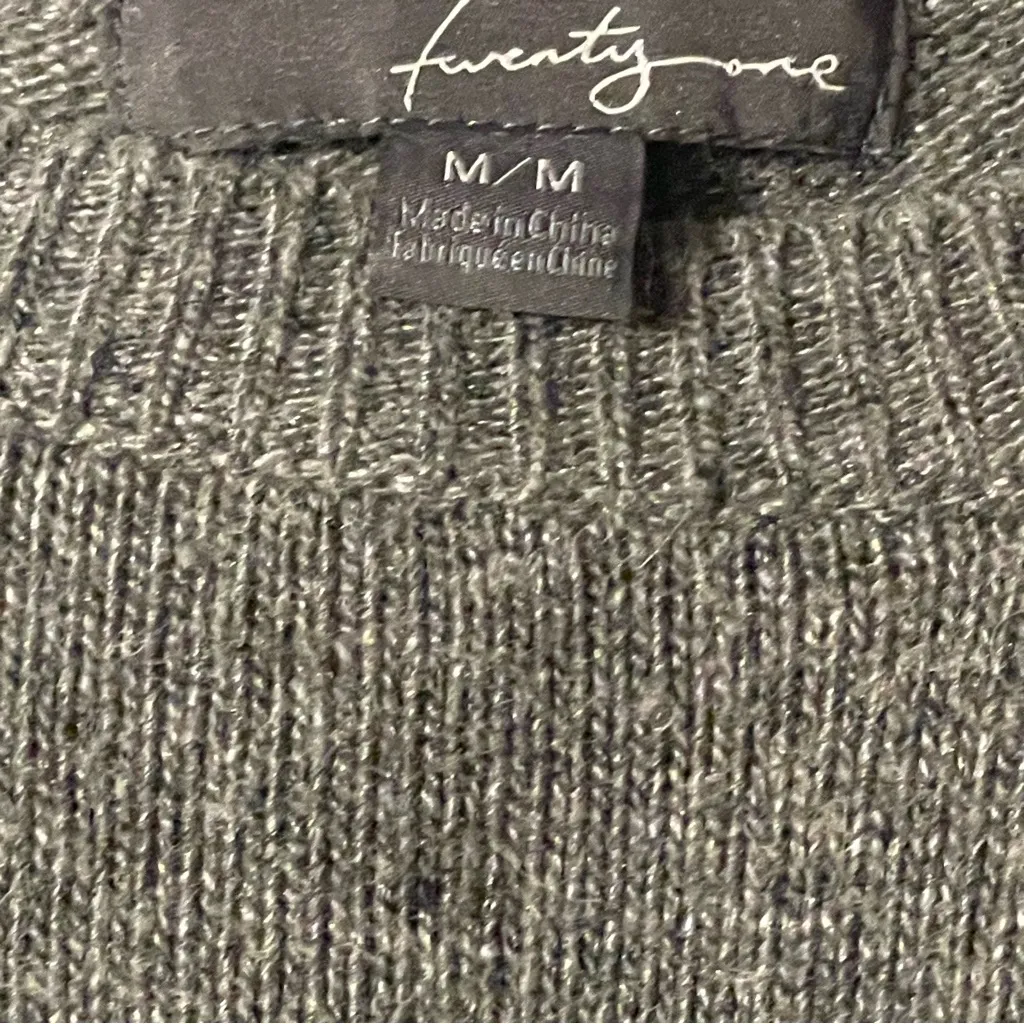 twenty one
M/M
Made in China
Fabriqué en Chine